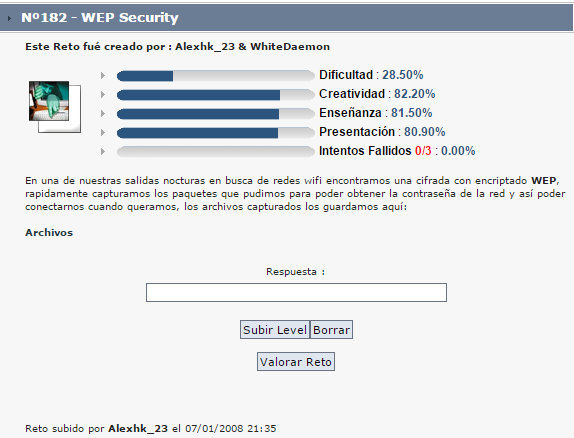 Nº182 - WEP Security
Este Reto fué creado por : Alexhk_23 & WhiteDaemon
Dificultad : 28.50%
Creatividad : 82.20%
Enseñanza : 81.50%
Presentación : 80.90%
Intentos Fallidos 0/3 : 0.00%
En una de nuestras salidas nocturas en busca de redes wifi encontramos una cifrada con encriptado WEP,
rapidamente capturamos los paquetes que pudimos para poder obtener la contraseña de la red y así poder
conectarnos cuando queramos, los archivos capturados los guardamos aquí:
Archivos
Respuesta :
Subir Level Borrar
Valorar Reto
Reto subido por Alexhk_23 el 07/01/2008 21:35